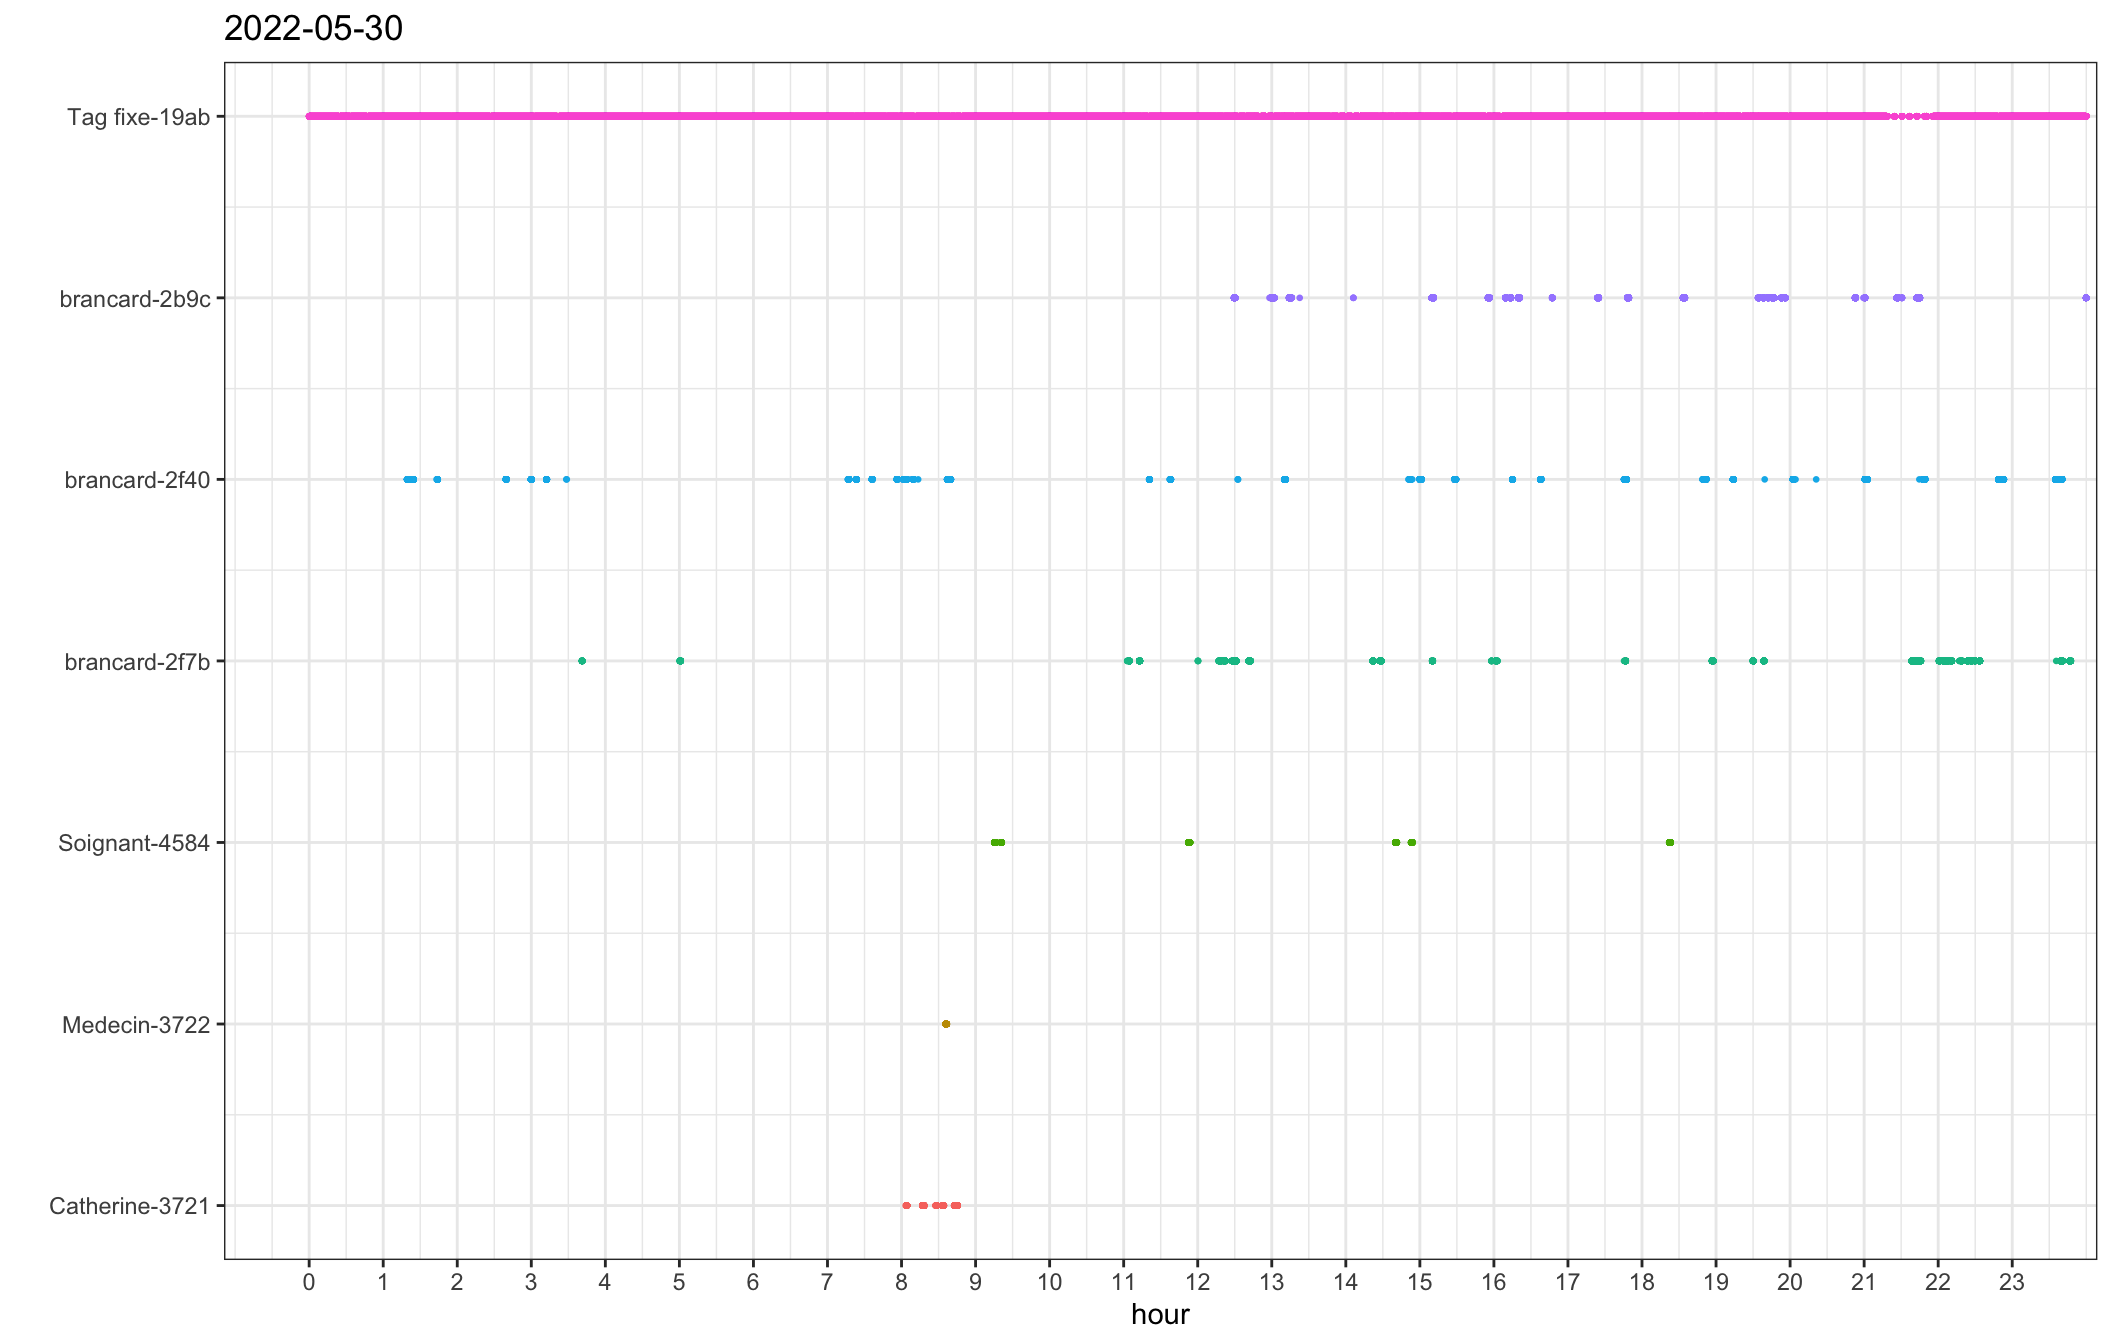 2022-05-30
Tag fixe-19ab
brancard-2b9c
brancard-2f40
brancard-2f7b
Soignant-4584
Medecin-3722
Catherine-3721
0 1 2 3 4 5 6 7 8 9 10 11 12 13 14 15 16 17 18 19 20 21 22 23
hour